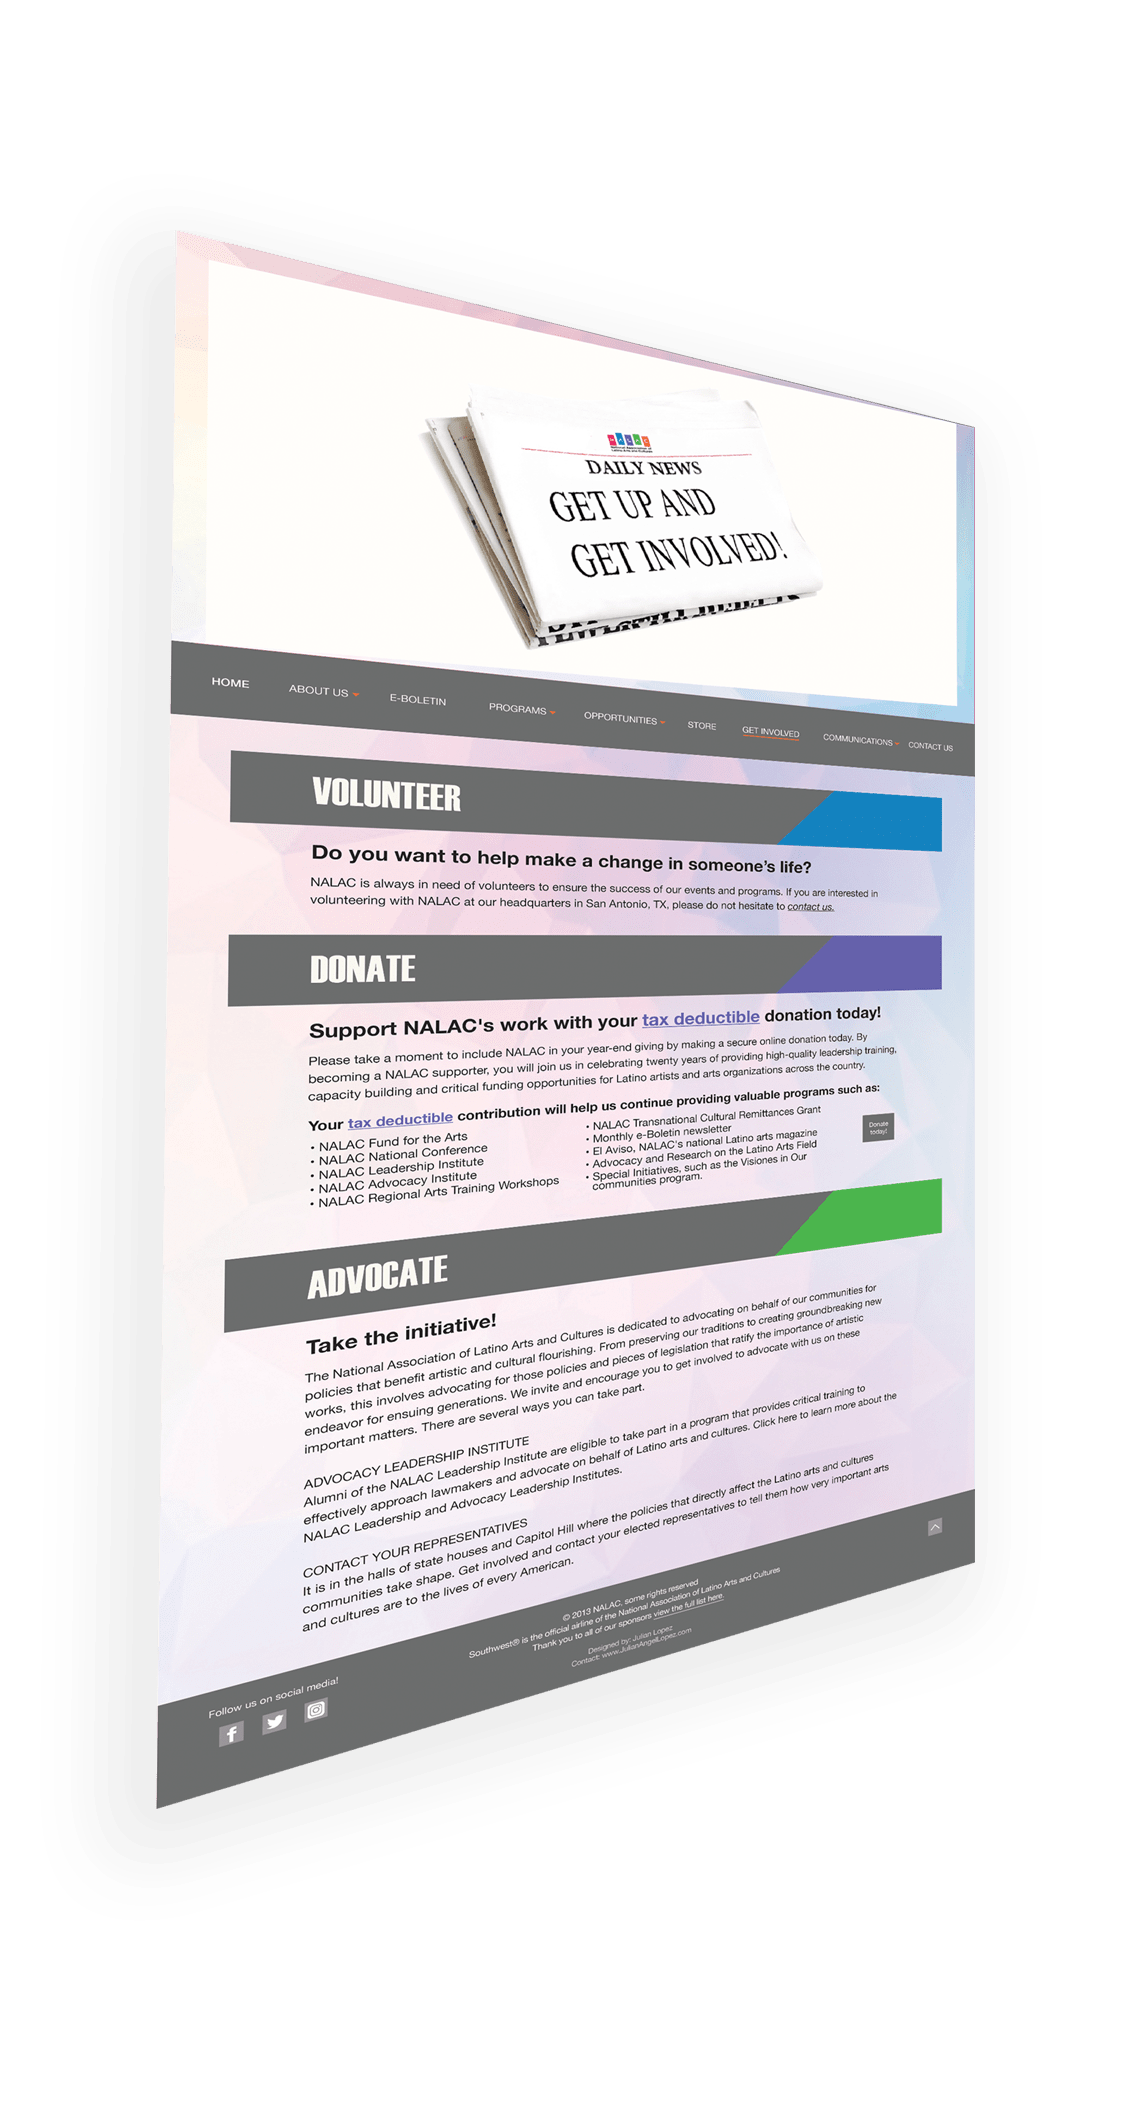 National Association of
Latino Arts and Cultures
DAILY NEWS
GET UP AND
GET INVOLVED!
HOME
ABOUT US
E-BOLETIN
PROGRAMS
OPPORTUNITIES
STORE
GET INVOLVED
COMMUNICATIONS
CONTACT US
VOLUNTEER
Do you want to help make a change in someone's life?
NALAC is always in need of volunteers to ensure the success of our events and programs. If you are interested in
volunteering with NALAC at our headquarters in San Antonio, TX, please do not hesitate to contact us.
DONATE
Support NALAC's work with your tax deductible donation today!
Please take a moment to include NALAC in your year-end giving by making a secure online donation today. By
becoming a NALAC supporter, you will join us in celebrating twenty years of providing high-quality leadership training,
capacity building and critical funding opportunities for Latino artists and arts organizations across the country.
Your tax deductible contribution will help us continue providing valuable programs such as:
• NALAC Fund for the Arts
• NALAC National Conference
• NALAC Leadership Institute
• NALAC Advocacy Institute
• NALAC Regional Arts Training Workshops
• NALAC Transnational Cultural Remittances Grant
• Monthly e-Boletin newsletter
• El Aviso, NALAC's national Latino arts magazine
• Advocacy and Research on the Latino Arts Field
• Special Initiatives, such as the Visiones in Our
communities program.
Donate
today!
ADVOCATE
Take the initiative!
The National Association of Latino Arts and Cultures is dedicated to advocating on behalf of our communities for
policies that benefit artistic and cultural flourishing. From preserving our traditions to creating groundbreaking new
works, this involves advocating for those policies and pieces of legislation that ratify the importance of artistic
endeavor for ensuing generations. We invite and encourage you to get involved to advocate with us on these
important matters. There are several ways you can take part.
ADVOCACY LEADERSHIP INSTITUTE
Alumni of the NALAC Leadership Institute are eligible to take part in a program that provides critical training to
effectively approach lawmakers and advocate on behalf of Latino arts and cultures. Click here to learn more about the
NALAC Leadership and Advocacy Leadership Institutes.
CONTACT YOUR REPRESENTATIVES
It is in the halls of state houses and Capitol Hill where the policies that directly affect the Latino arts and cultures
communities take shape. Get involved and contact your elected representatives to tell them how very important arts
and cultures are to the lives of every American.
© 2013 NALAC, some rights reserved
Southwest® is the official airline of the National Association of Latino Arts and Cultures
Thank you to all of our sponsors view the full list here.
Designed by: Julian Lopez
Contact: www.JulianAngelLopez.com
Follow us on social media!